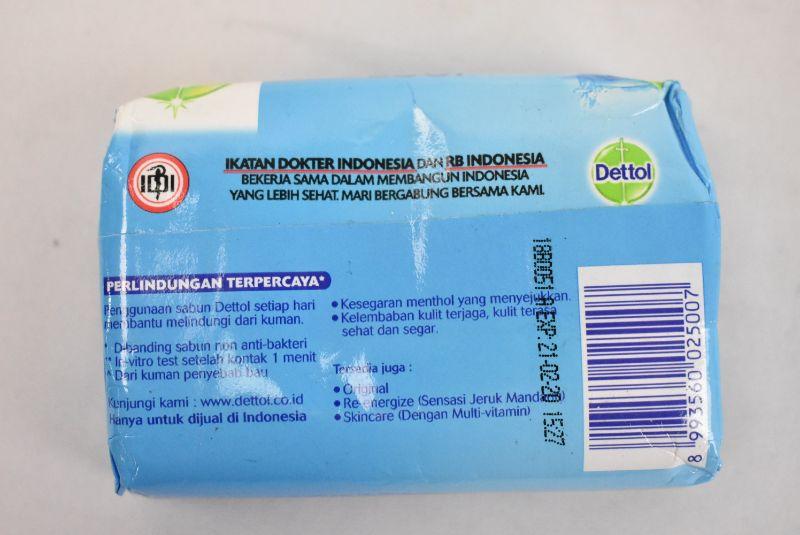 IDI
IKATAN DOKTER INDONESIA DAN RB INDONESIA
BEKERJA SAMA DALAM MEMBANGUN INDONESIA
YANG LEBIH SEHAT. MARI BERGABUNG BERSAMA KAMI.
Dettol
PERLINDUNGAN TERPERCAYA*
Penggunaan sabun Dettol setiap hari
membantu melindungi dari kuman.
* Dibanding sabun non anti-bakteri
** In-vitro test setelah kontak 1 menit
^ Dari kuman penyebab bau
Kunjungi kami : www.dettol.co.id
Hanya untuk dijual di Indonesia
• Kesegaran menthol yang menyejukkan.
• Kelembaban kulit terjaga, kulit terasa
sehat dan segar.
Tersedia juga :
• Original
• Re-energize (Sensasi Jeruk Mandarin)
• Skincare (Dengan Multi-vitamin)
EXP. 21-02-20 15:27
8 993560 025007